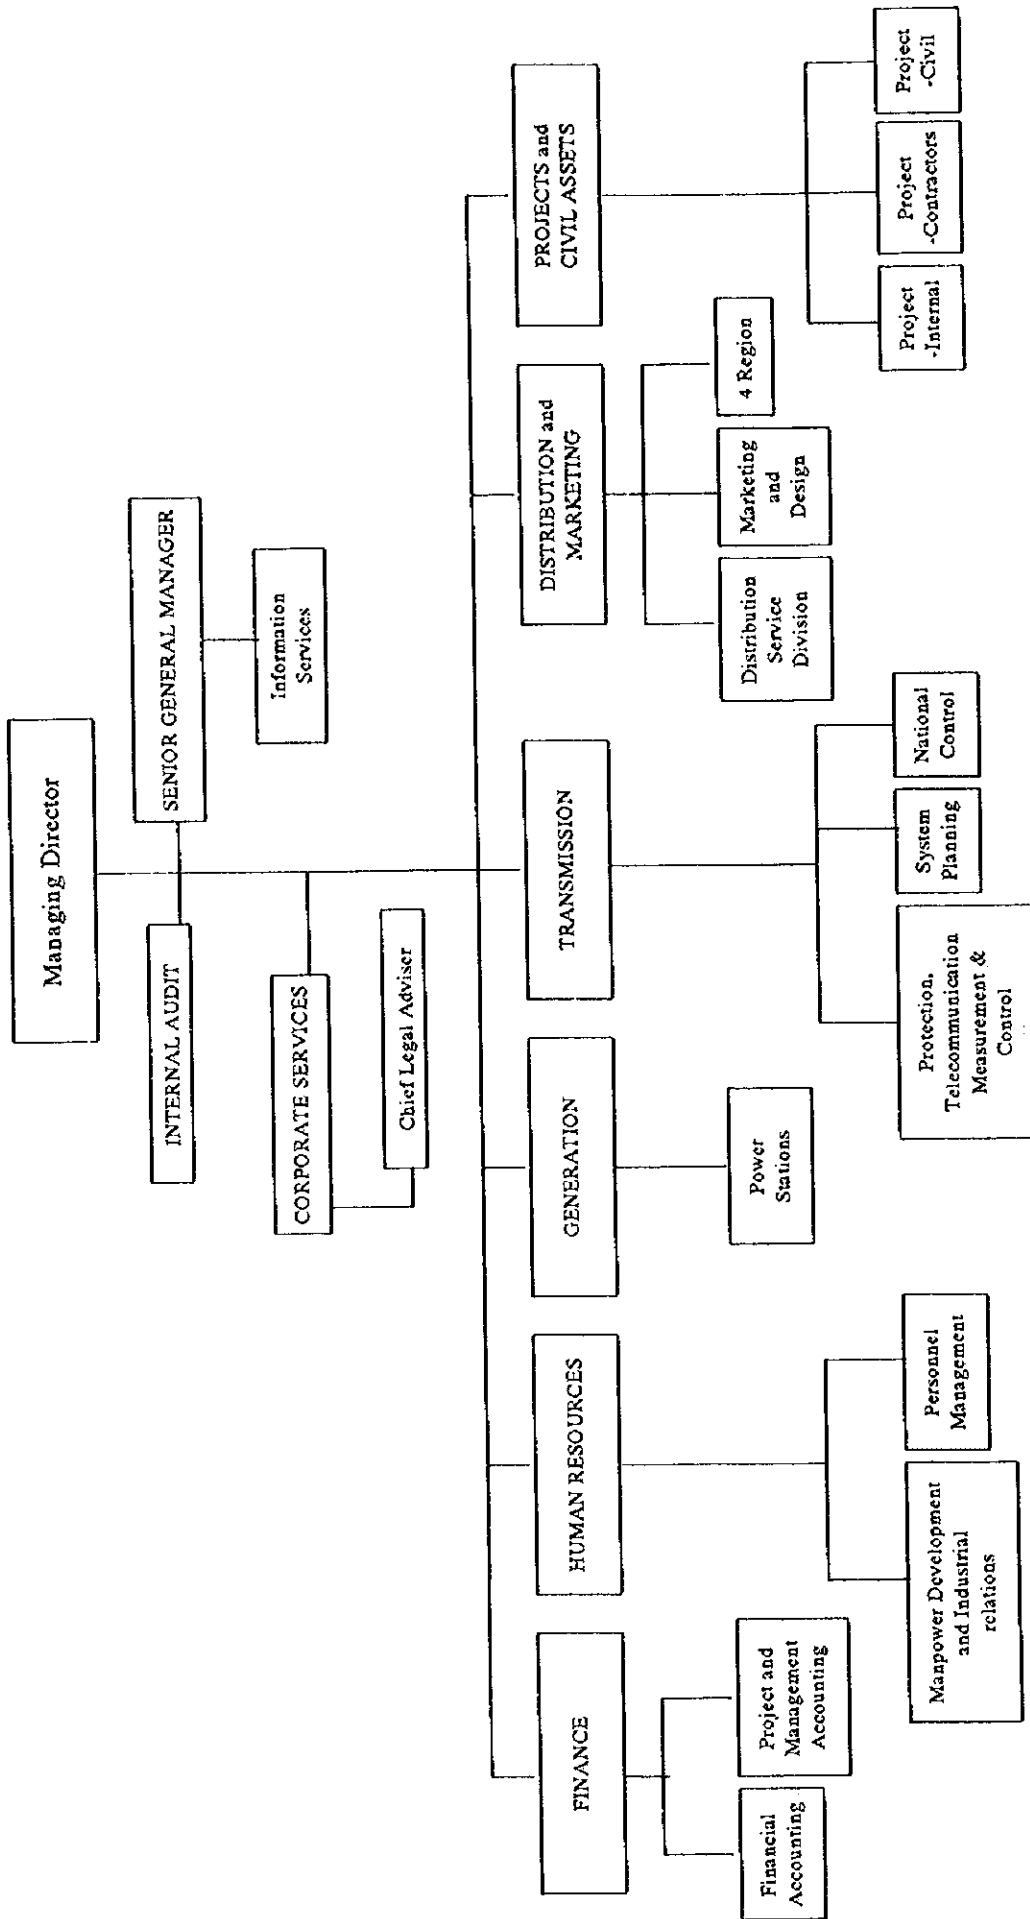 Managing Director
INTERNAL AUDIT
SENIOR GENERAL MANAGER
Information
Services
CORPORATE SERVICES
Chief Legal Adviser
FINANCE
HUMAN RESOURCES
GENERATION
TRANSMISSION
DISTRIBUTION and
MARKETING
PROJECTS and
CIVIL ASSETS
Financial
Accounting
Project and
Management
Accounting
Manpower Development
and Industrial
relations
Personnel
Management
Power
Stations
Protection,
Telecommunication
Measurement &
Control
System
Planning
National
Control
Distribution
Service
Division
Marketing
and
Design
4 Region
Project
-Internal
Project
-Contractors
Project
-Civil